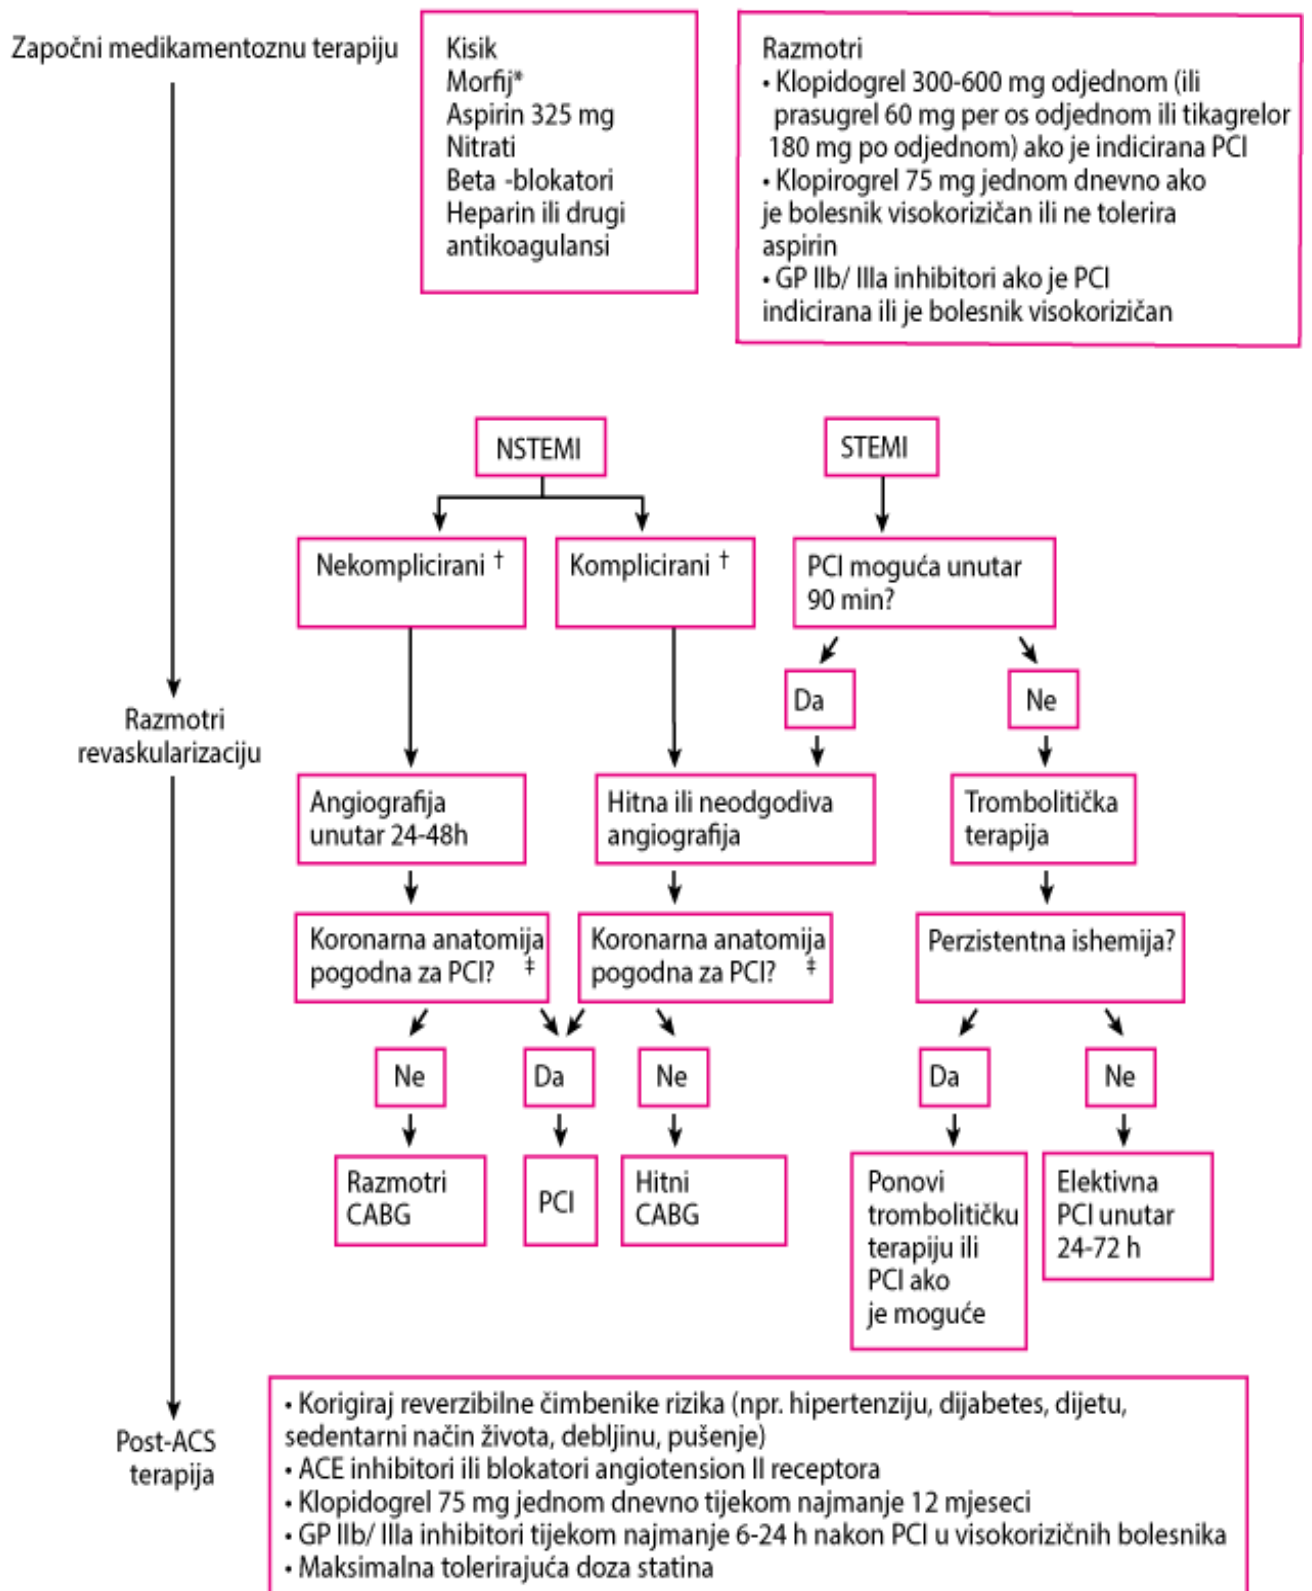 Započni medikamentoznu terapiju
Kisik
Morfij*
Aspirin 325 mg
Nitrati
Beta -blokatori
Heparin ili drugi
antikoagulansi
Razmotri
• Klopidogrel 300-600 mg odjednom (ili
prasugrel 60 mg per os odjednom ili tikagrelor
180 mg po odjednom) ako je indicirana PCI
• Klopirogrel 75 mg jednom dnevno ako
je bolesnik visokorizičan ili ne tolerira
aspirin
• GP IIb/ IIIa inhibitori ako je PCI
indicirana ili je bolesnik visokorizičan
NSTEMI
STEMI
Nekomplicirani †
Komplicirani †
PCI moguća unutar
90 min?
Da
Ne
Razmotri
revaskularizaciju
Angiografija
unutar 24-48h
Hitna ili neodgodiva
angiografija
Trombolitička
terapija
Koronarna anatomija
pogodna za PCI? ‡
Koronarna anatomija
pogodna za PCI? ‡
Perzistentna ishemija?
Ne
Da
Ne
Da
Ne
Razmotri
CABG
PCI
Hitni
CABG
Ponovi
trombolitičku
terapiju ili
PCI ako
je moguće
Elektivna
PCI unutar
24-72 h
Post-ACS
terapija
• Korigiraj reverzibilne čimbenike rizika (npr. hipertenziju, dijabetes, dijetu,
sedentarni način života, debljinu, pušenje)
• ACE inhibitori ili blokatori angiotension II receptora
• Klopidogrel 75 mg jednom dnevno tijekom najmanje 12 mjeseci
• GP IIb/ IIIa inhibitori tijekom najmanje 6-24 h nakon PCI u visokorizičnih bolesnika
• Maksimalna tolerirajuća doza statina